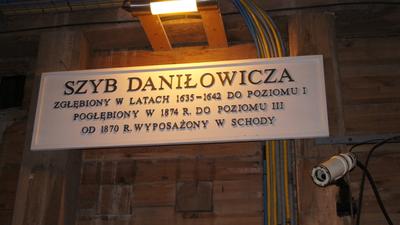 SZYB DANIŁOWICZA
ZGŁĘBIONY W LATACH 1635-1642 DO POZIOMU I
POGŁĘBIONY W 1874 R. DO POZIOMU III
OD 1870 R. WYPOSAŻONY W SCHODY